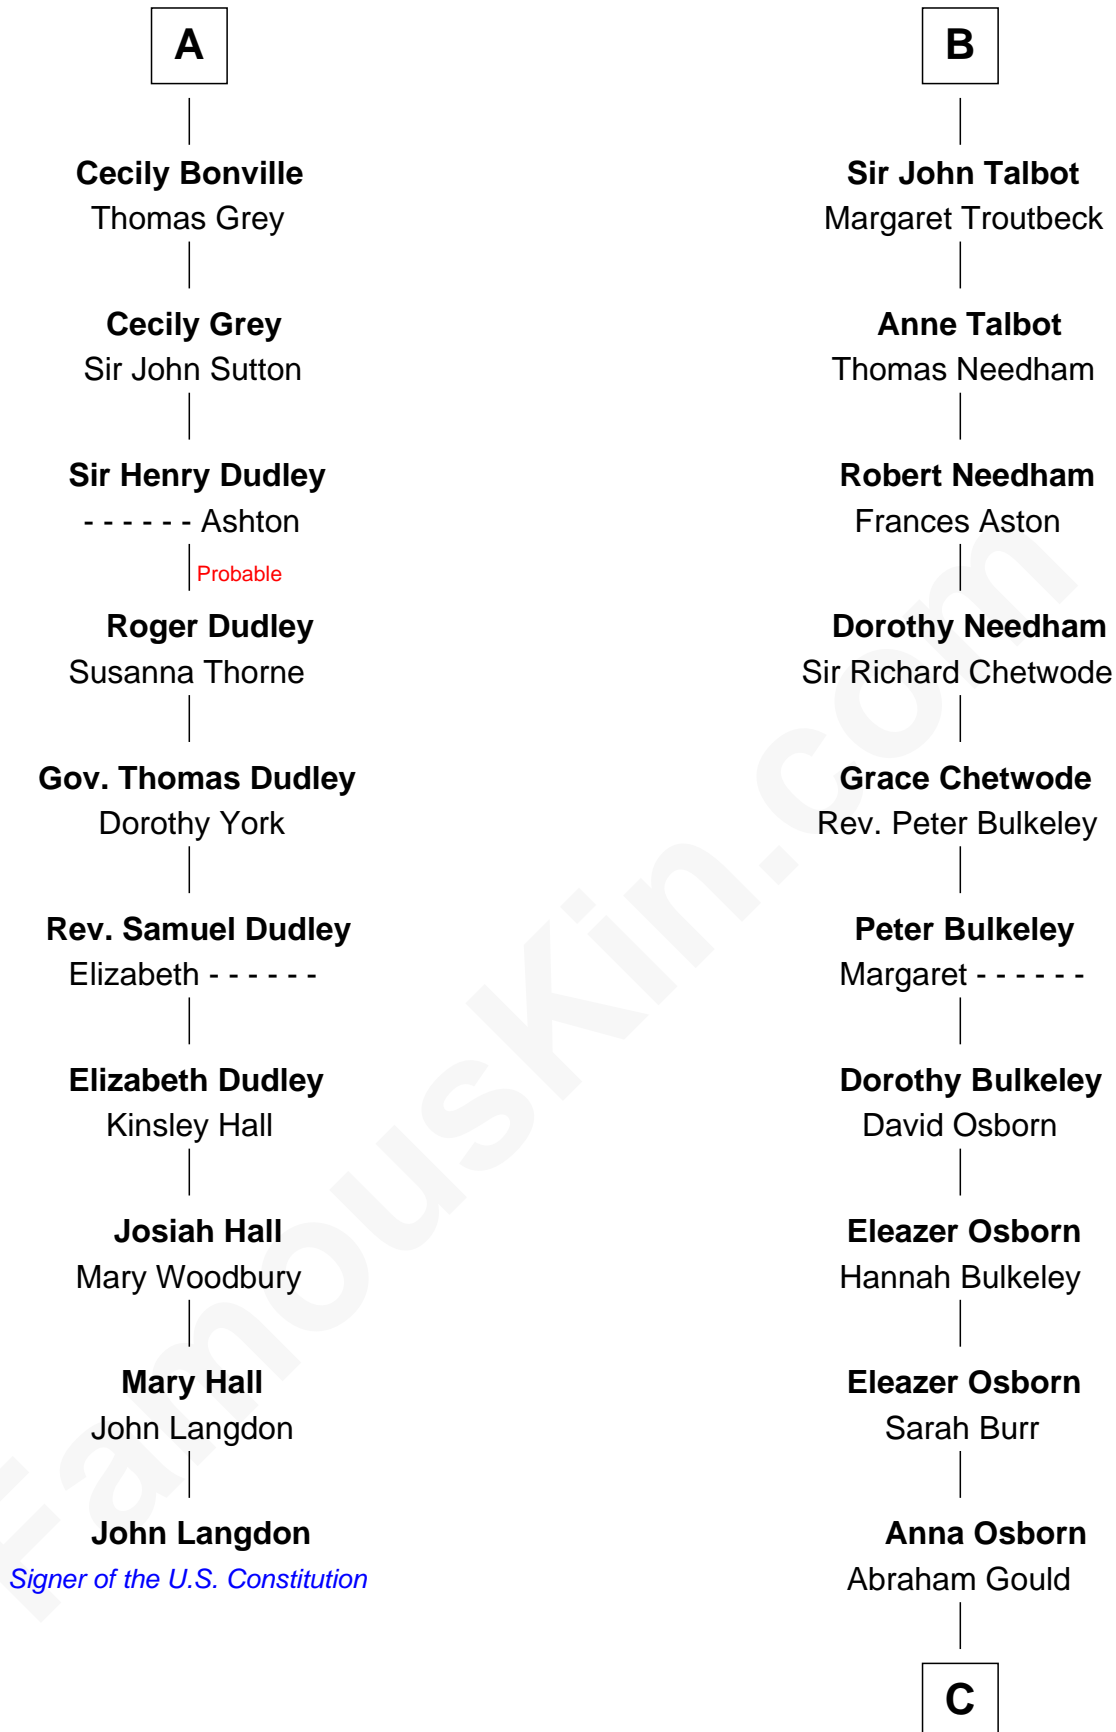 A
Cecily Bonville
Thomas Grey
Cecily Grey
Sir John Sutton
Sir Henry Dudley
- - - - - - Ashton
Probable
Roger Dudley
Susanna Thorne
Gov. Thomas Dudley
Dorothy York
Rev. Samuel Dudley
Elizabeth - - - - - -
Elizabeth Dudley
Kinsley Hall
Josiah Hall
Mary Woodbury
Mary Hall
John Langdon
John Langdon
Signer of the U.S. Constitution
B
Sir John Talbot
Margaret Troutbeck
Anne Talbot
Thomas Needham
Robert Needham
Frances Aston
Dorothy Needham
Sir Richard Chetwode
Grace Chetwode
Rev. Peter Bulkeley
Peter Bulkeley
Margaret - - - - - -
Dorothy Bulkeley
David Osborn
Eleazer Osborn
Hannah Bulkeley
Eleazer Osborn
Sarah Burr
Anna Osborn
Abraham Gould
C
FamousKin.com